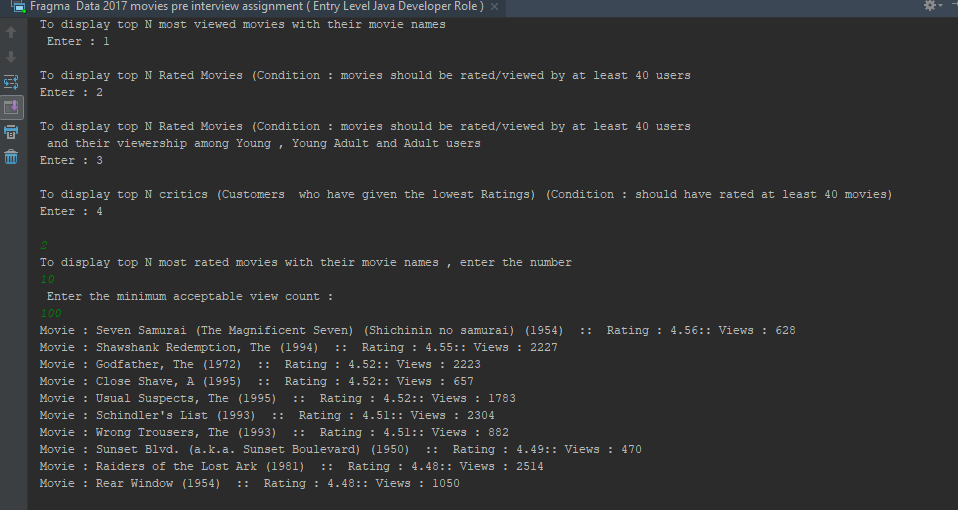 Fragma Data 2017 movies pre interview assignment ( Entry Level Java Developer Role )
To display top N most viewed movies with their movie names
Enter : 1
To display top N Rated Movies (Condition : movies should be rated/viewed by at least 40 users
Enter : 2
To display top N Rated Movies (Condition : movies should be rated/viewed by at least 40 users
and their viewership among Young , Young Adult and Adult users
Enter : 3
To display top N critics (Customers  who have given the lowest Ratings) (Condition : should have rated at least 40 movies)
Enter : 4
2
To display top N most rated movies with their movie names , enter the number
10
Enter the minimum acceptable view count :
100
Movie : Seven Samurai (The Magnificent Seven) (Shichinin no samurai) (1954)  ::  Rating : 4.56:: Views : 628
Movie : Shawshank Redemption, The (1994)  ::  Rating : 4.55:: Views : 2227
Movie : Godfather, The (1972)  ::  Rating : 4.52:: Views : 2223
Movie : Close Shave, A (1995)  ::  Rating : 4.52:: Views : 657
Movie : Usual Suspects, The (1995)  ::  Rating : 4.52:: Views : 1783
Movie : Schindler's List (1993)  ::  Rating : 4.51:: Views : 2304
Movie : Wrong Trousers, The (1993)  ::  Rating : 4.51:: Views : 882
Movie : Sunset Blvd. (a.k.a. Sunset Boulevard) (1950)  ::  Rating : 4.49:: Views : 470
Movie : Raiders of the Lost Ark (1981)  ::  Rating : 4.48:: Views : 2514
Movie : Rear Window (1954)  ::  Rating : 4.48:: Views : 1050